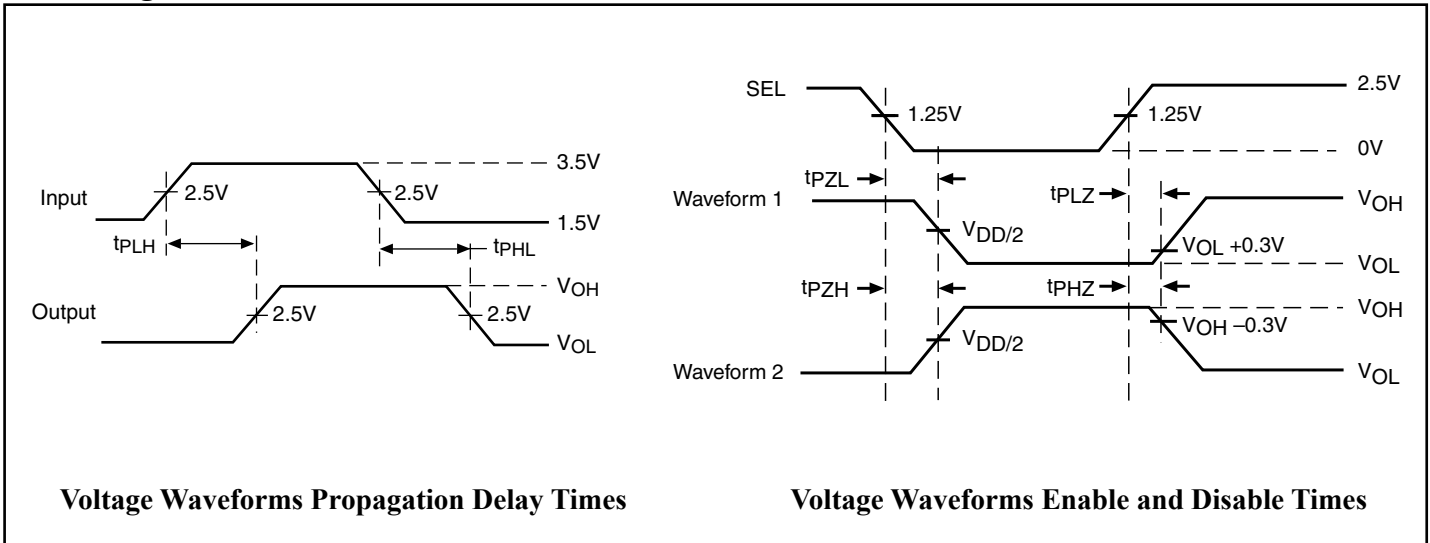 Input
2.5V
2.5V
3.5V
1.5V
tPLH
tPHL
Output
2.5V
2.5V
VOH
VOL
Voltage Waveforms Propagation Delay Times
SEL
1.25V
1.25V
2.5V
0V
tPZL
tPLZ
Waveform 1
VDD/2
VOL +0.3V
VOH
VOL
tPZH
tPHZ
VOH
VDD/2
VOH –0.3V
Waveform 2
VOL
Voltage Waveforms Enable and Disable Times